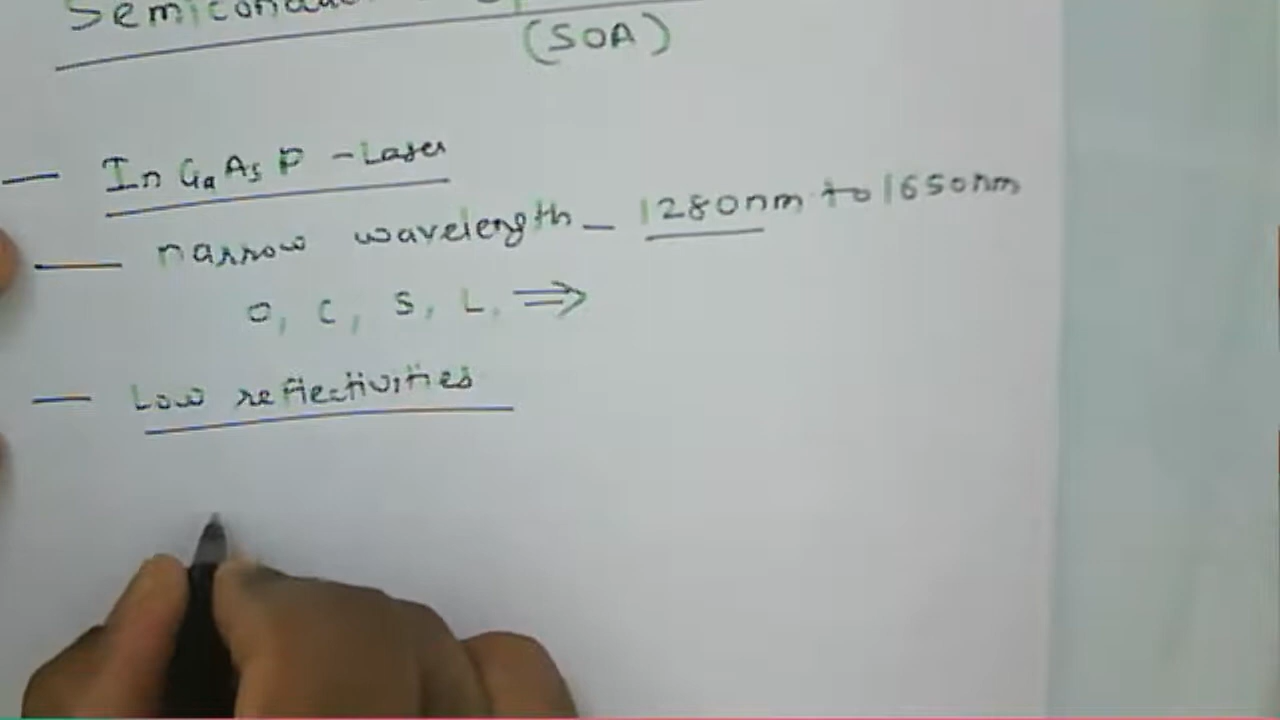 (SOA)
— InGaAsP - Laser
— narrow wavelength - 1280nm to 1650nm
O, C, S, L, ⇒
— Low reflectivities